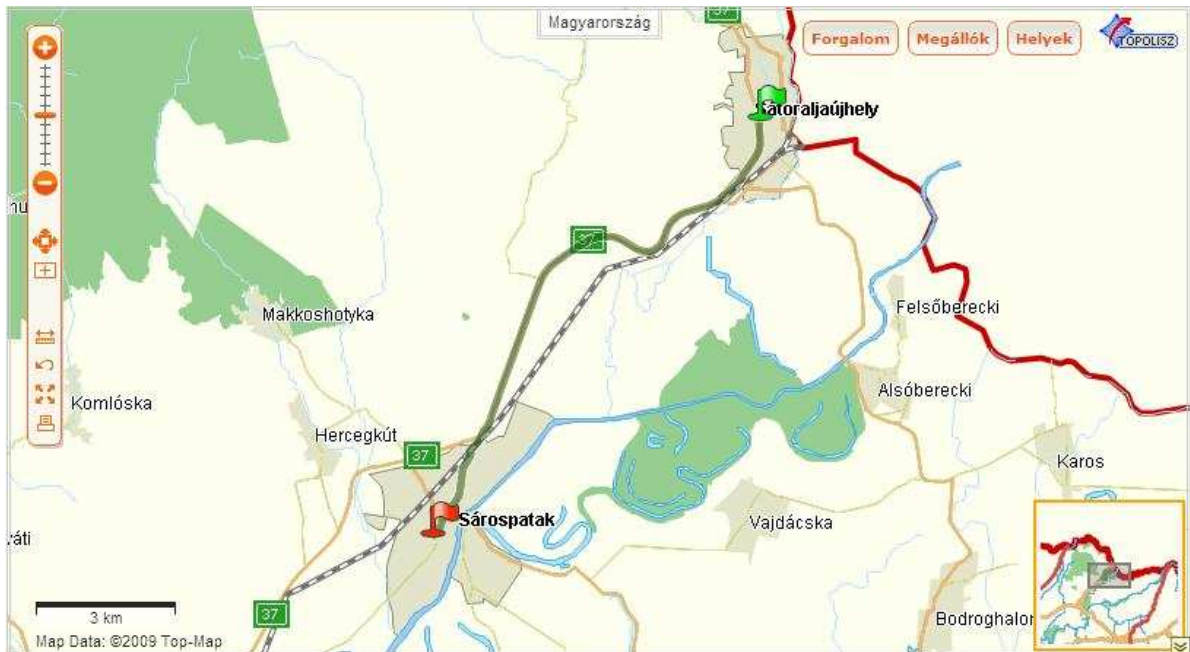 37
Magyarország
Forgalom
Megállók
Helyek
TOPOLISZ
Sátoraljaújhely
37
Felsőberecki
Makkoshotyka
Alsóberecki
Komlóska
Hercegkút
37
Karos
Sárospatak
Vajdácska
3 km
37
Bodroghalom
Map Data: ©2009 Top-Map